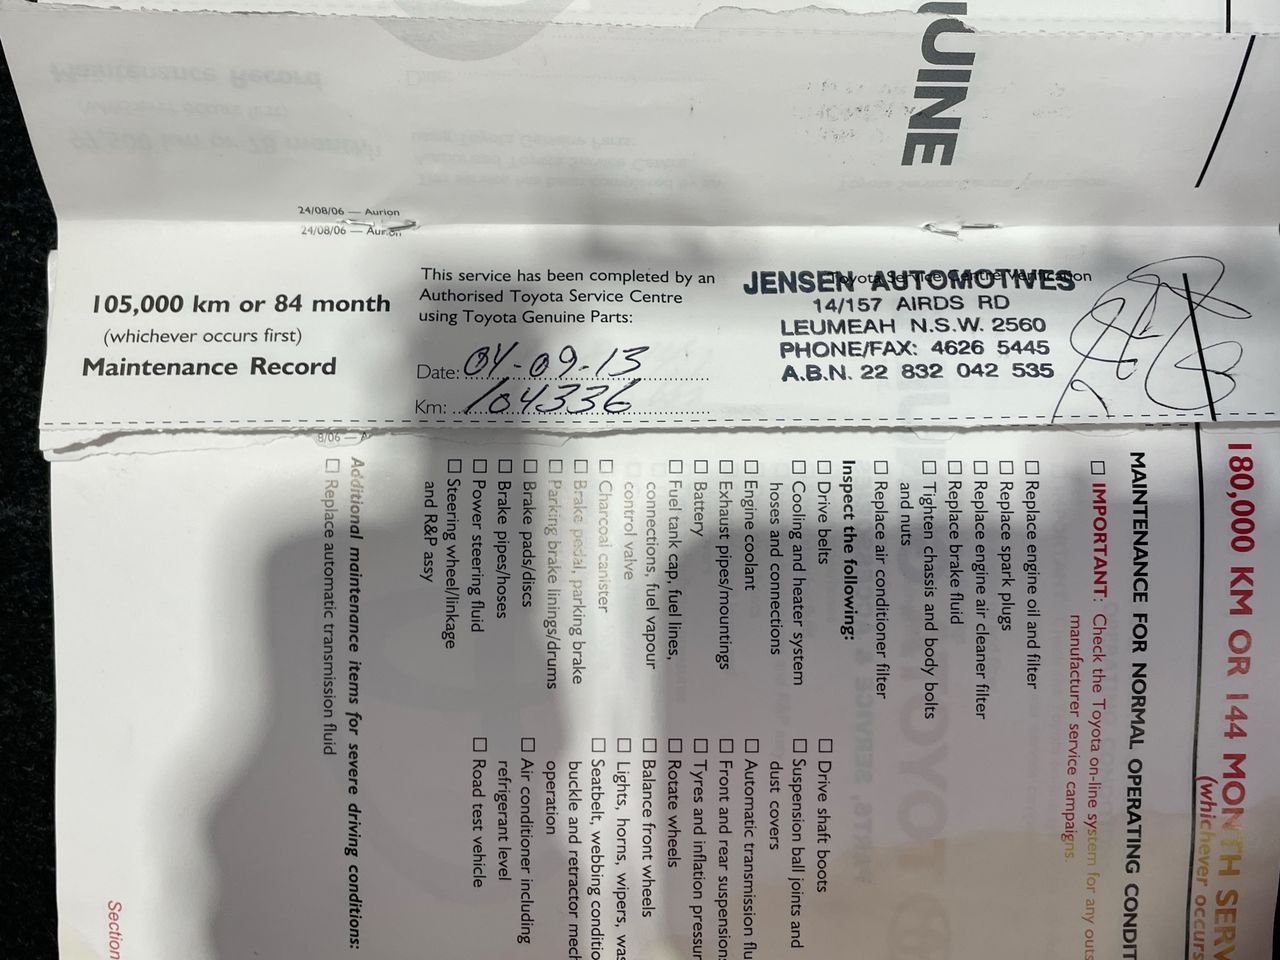 UINE
24/08/06 — Aurion
24/08/06 — Aurion
105,000 km or 84 month
(whichever occurs first)
Maintenance Record
This service has been completed by an
Authorised Toyota Service Centre
using Toyota Genuine Parts:
Date: 04-09-13
Km: 104336
Toyota Service Centre Verification
JENSEN AUTOMOTIVES
14/157 AIRDS RD
LEUMEAH N.S.W. 2560
PHONE/FAX: 4626 5445
A.B.N. 22 832 042 535
8/06 — A
180,000 KM OR 144 MONTH SERV
(whichever occurs
MAINTENANCE FOR NORMAL OPERATING CONDIT
☐ IMPORTANT: Check the Toyota on-line system for any outs
manufacturer service campaigns.
☐ Replace engine oil and filter
☐ Replace spark plugs
☐ Replace engine air cleaner filter
☐ Replace brake fluid
☐ Tighten chassis and body bolts
and nuts
☐ Replace air conditioner filter
Inspect the following:
☐ Drive belts
☐ Cooling and heater system
hoses and connections
☐ Engine coolant
☐ Exhaust pipes/mountings
☐ Battery
☐ Fuel tank cap, fuel lines,
connections, fuel vapour
control valve
☐ Charcoal canister
☐ Brake pedal, parking brake
☐ Parking brake linings/drums
☐ Brake pads/discs
☐ Brake pipes/hoses
☐ Power steering fluid
☐ Steering wheel/linkage
and R&P assy
☐ Drive shaft boots
☐ Suspension ball joints and
dust covers
☐ Automatic transmission flu
☐ Front and rear suspension
☐ Tyres and inflation pressur
☐ Rotate wheels
☐ Balance front wheels
☐ Lights, horns, wipers, was
☐ Seatbelt, webbing conditio
buckle and retractor mech
operation
☐ Air conditioner including
refrigerant level
☐ Road test vehicle
Additional maintenance items for severe driving conditions:
☐ Replace automatic transmission fluid
Section